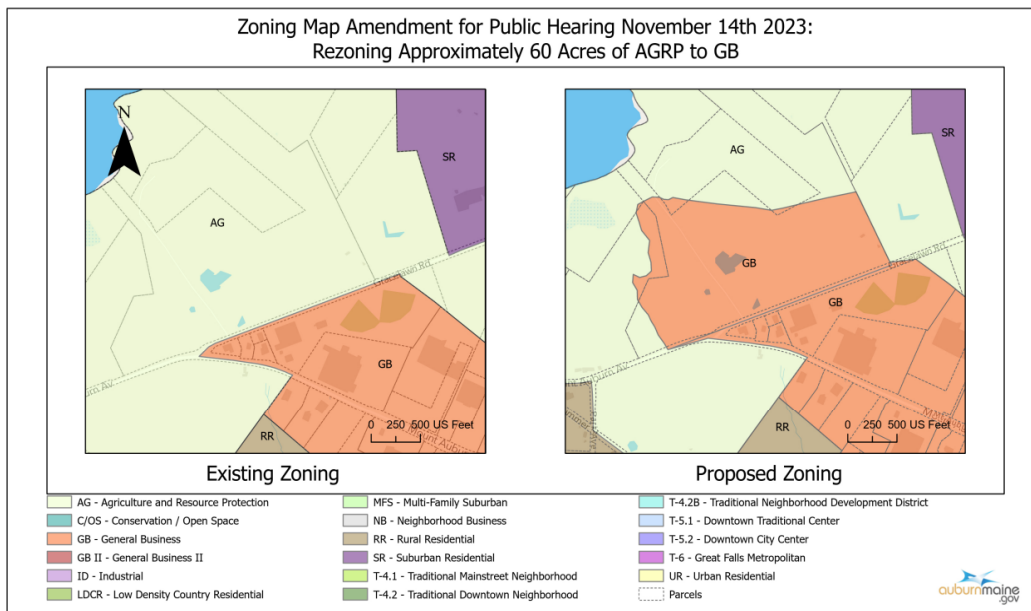 Zoning Map Amendment for Public Hearing November 14th 2023:
Rezoning Approximately 60 Acres of AGRP to GB
N
SR
AG
GB
RR
0 250 500 US Feet
Existing Zoning
SR
AG
GB
GB
RR
0 250 500 US Feet
Proposed Zoning
AG - Agriculture and Resource Protection
C/OS - Conservation / Open Space
GB - General Business
GB II - General Business II
ID - Industrial
LDCR - Low Density Country Residential
MFS - Multi-Family Suburban
NB - Neighborhood Business
RR - Rural Residential
SR - Suburban Residential
T-4.1 - Traditional Mainstreet Neighborhood
T-4.2 - Traditional Downtown Neighborhood
T-4.2B - Traditional Neighborhood Development District
T-5.1 - Downtown Traditional Center
T-5.2 - Downtown City Center
T-6 - Great Falls Metropolitan
UR - Urban Residential
Parcels
auburnmaine
.gov